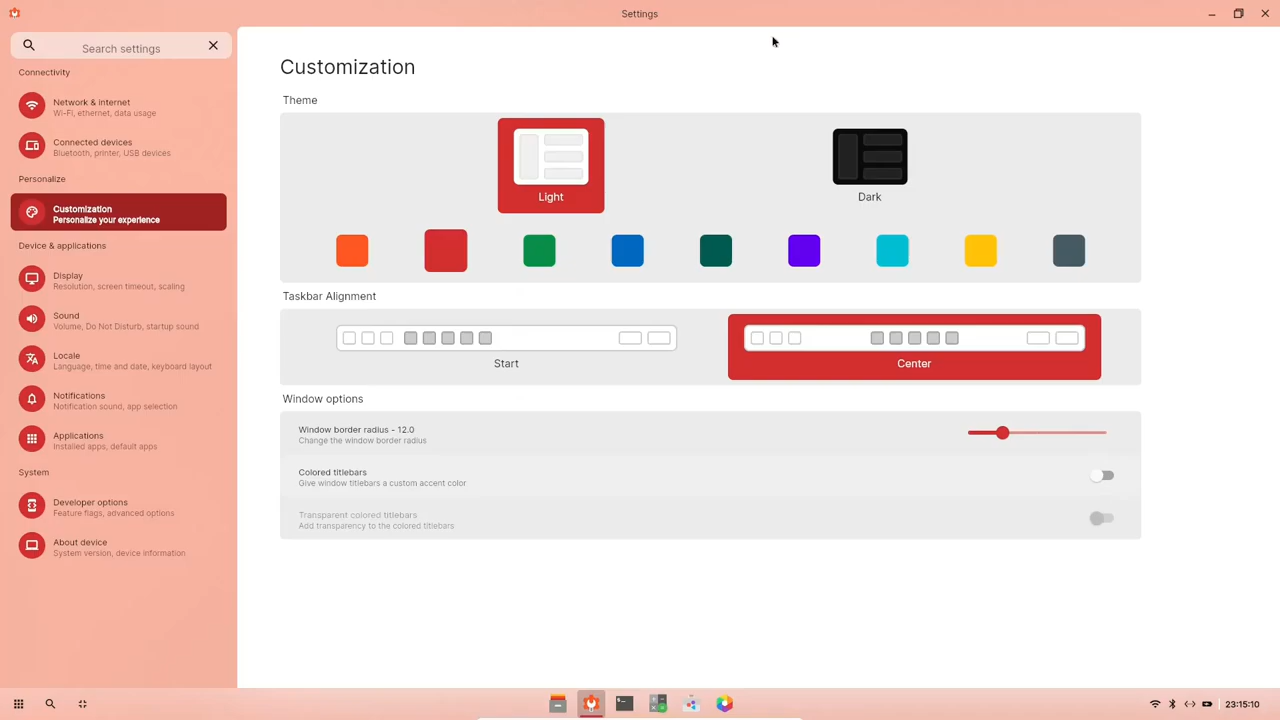 Settings
Search settings
Connectivity
Network & internet
Wi-Fi, ethernet, data usage
Connected devices
Bluetooth, printer, USB devices
Personalize
Customization
Personalize your experience
Device & applications
Display
Resolution, screen timeout, scaling
Sound
Volume, Do Not Disturb, startup sound
Locale
Language, time and date, keyboard layout
Notifications
Notification sound, app selection
Applications
Installed apps, default apps
System
Developer options
Feature flags, advanced options
About device
System version, device information
Customization
Theme
Light
Dark
Taskbar Alignment
Start
Center
Window options
Window border radius - 12.0
Change the window border radius
Colored titlebars
Give window titlebars a custom accent color
Transparent colored titlebars
Add transparency to the colored titlebars
23:15:10